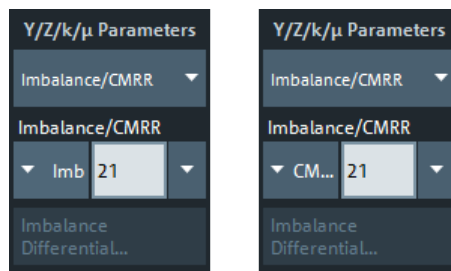 Y/Z/k/µ Parameters
Imbalance/CMRR
Imbalance/CMRR
Imb 21
Imbalance
Differential...
Y/Z/k/µ Parameters
Imbalance/CMRR
Imbalance/CMRR
CM... 21
Imbalance
Differential...